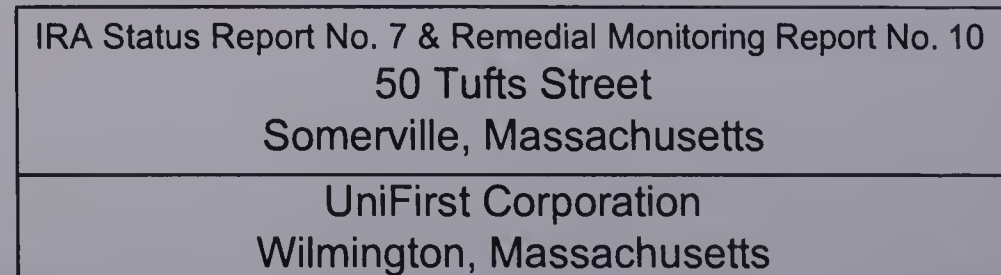 IRA Status Report No. 7 & Remedial Monitoring Report No. 10
50 Tufts Street
Somerville, Massachusetts
UniFirst Corporation
Wilmington, Massachusetts